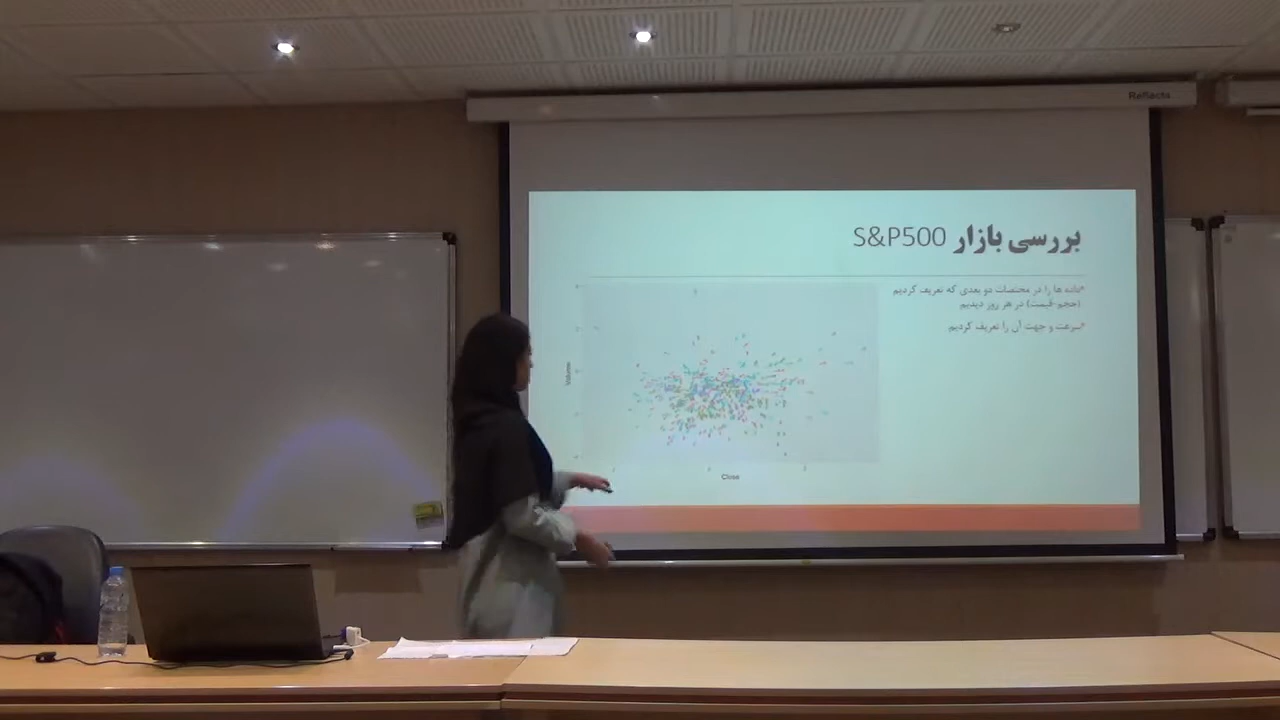 Reflecta
بررسی بازار S&P500
داده ها را در مختصات دو بعدی که تعریف کردیم
(حجم-قیمت) در هر روز دیدیم
سرعت و جهت آن را تعریف کردیم
Volume
Close